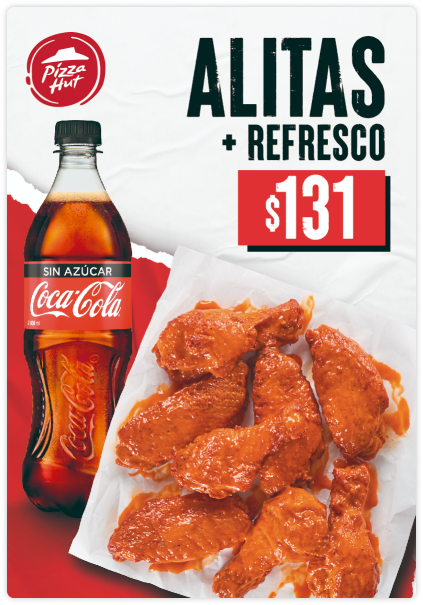 Pizza
Hut
ALITAS
+ REFRESCO
$131
SIN AZÚCAR
Coca-Cola
Coca-Cola